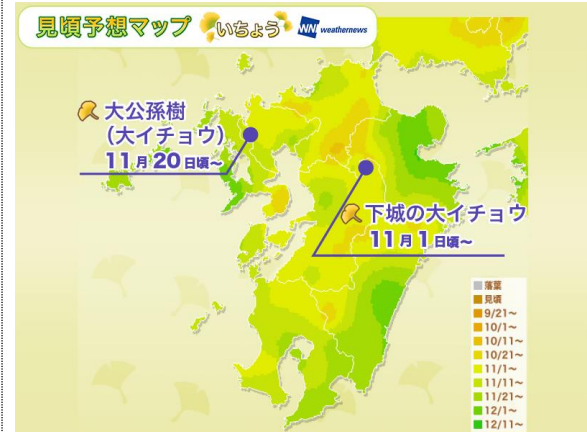 見頃予想マップ いちょう WNI weathernews
大公孫樹
(大イチョウ)
11月20日頃~
下城の大イチョウ
11月1日頃~
落葉
見頃
9/21~
10/1~
10/11~
10/21~
11/1~
11/11~
11/21~
12/1~
12/11~